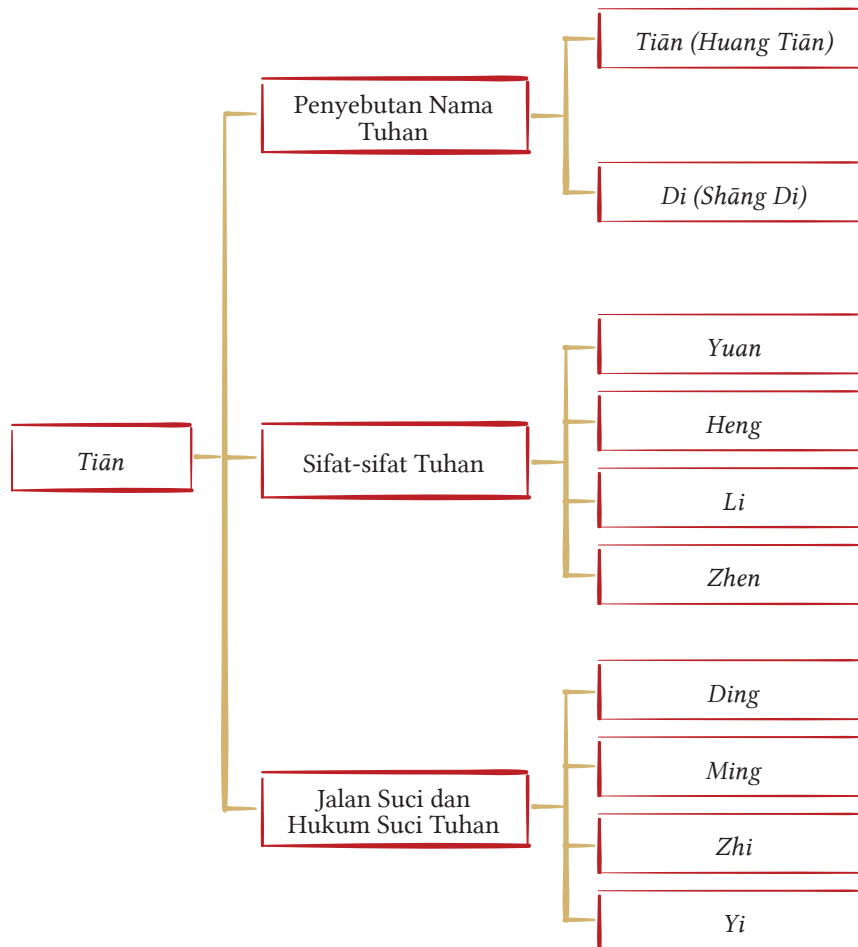 Tiān
Penyebutan Nama
Tuhan
Tiān (Huang Tiān)
Di (Shāng Di)
Sifat-sifat Tuhan
Yuan
Heng
Li
Zhen
Jalan Suci dan
Hukum Suci Tuhan
Ding
Ming
Zhi
Yi